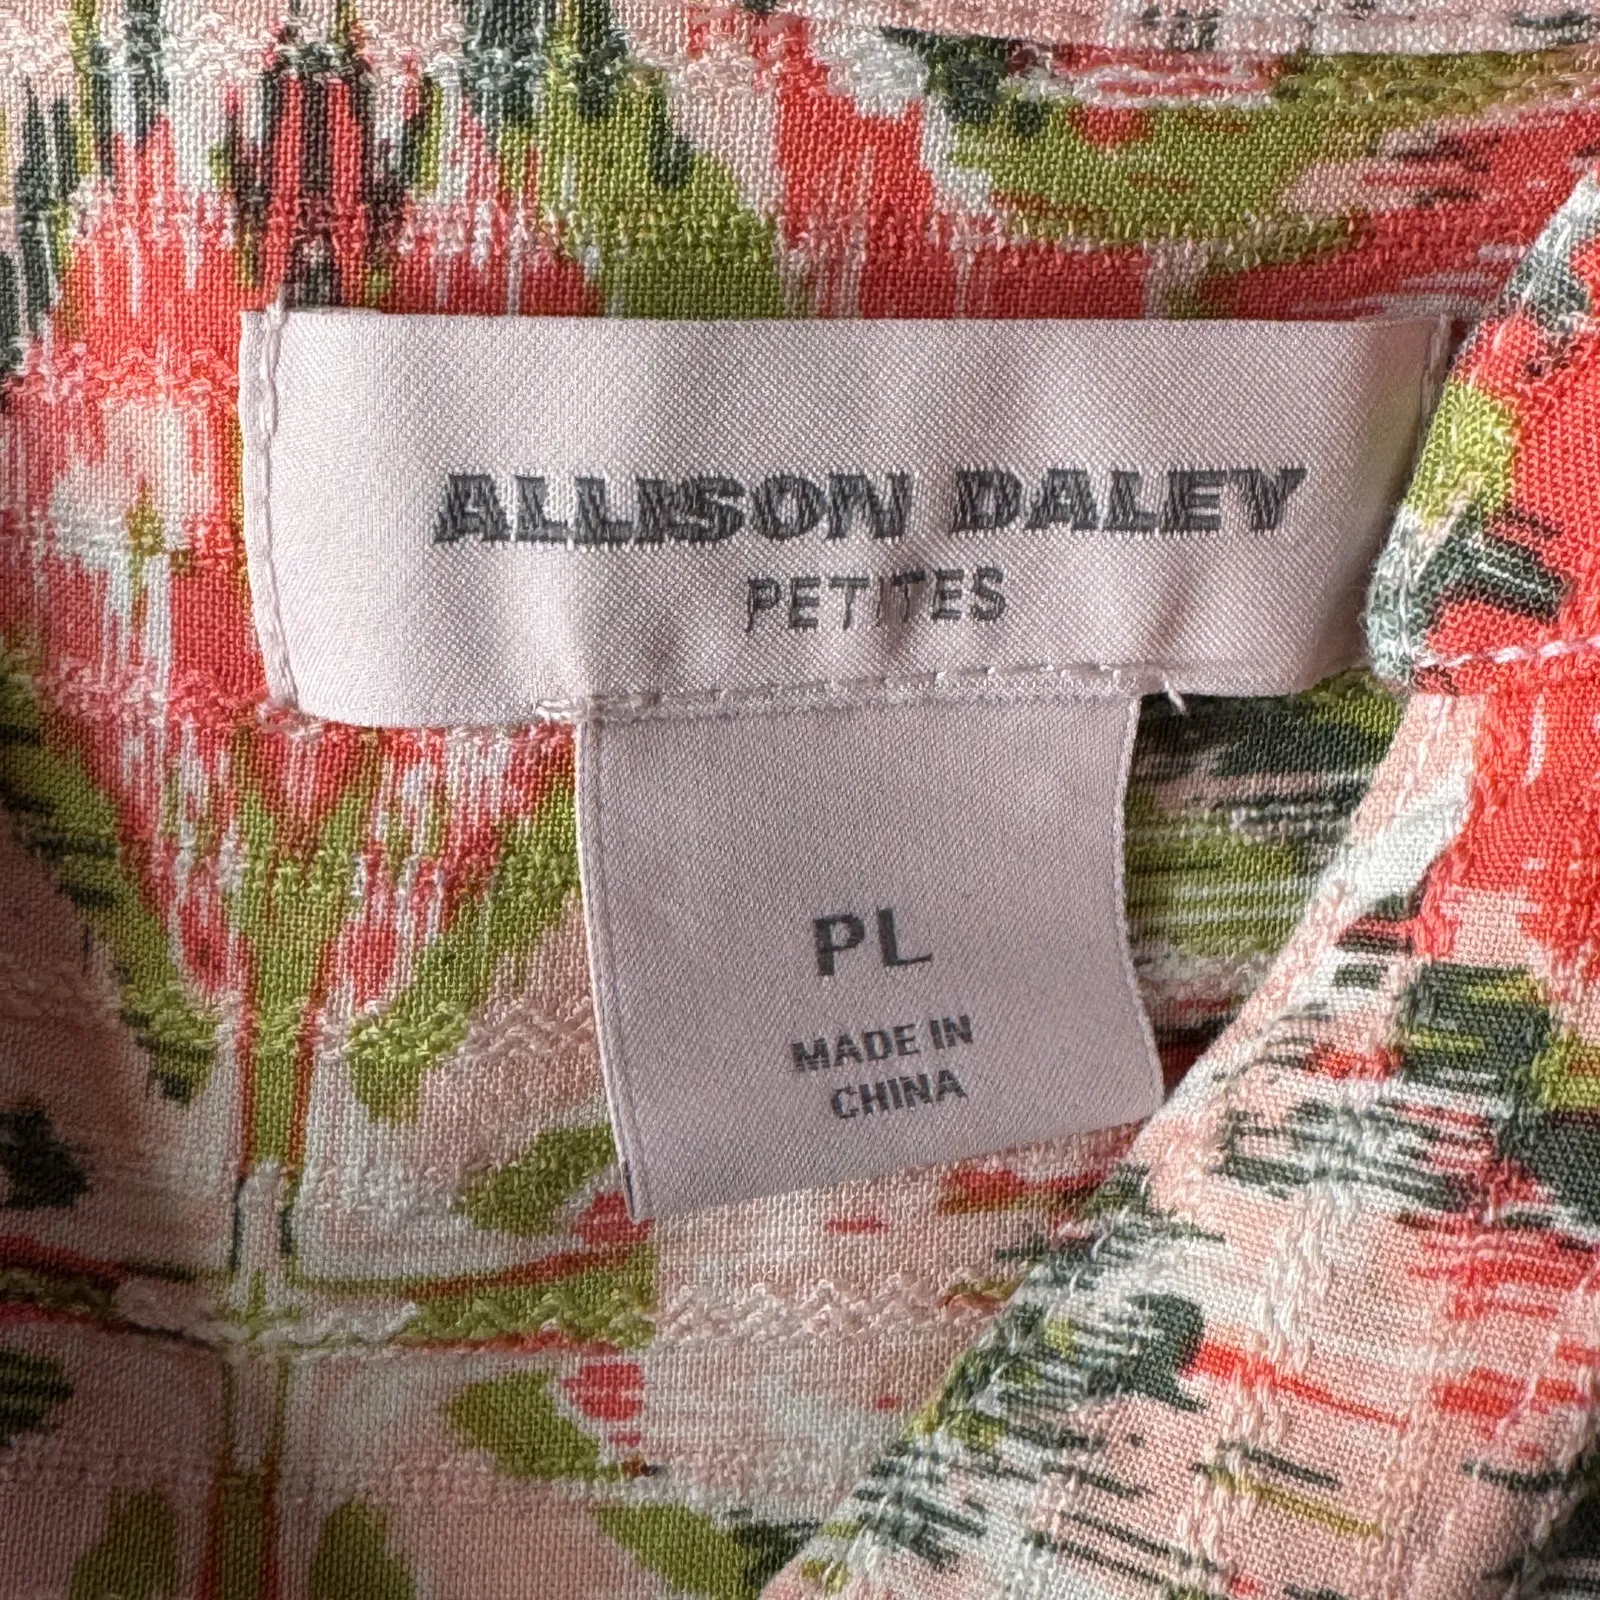 ALLISON DALEY
PETITES
PL
MADE IN
CHINA